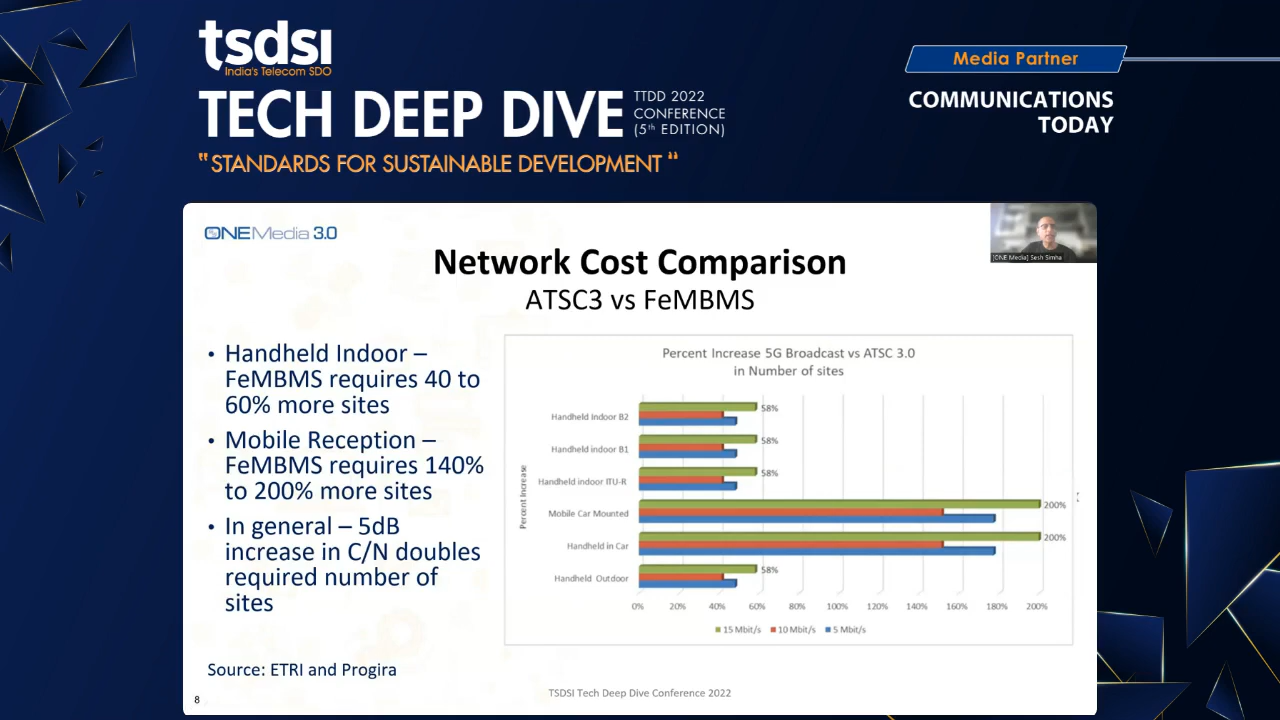 tsdsi
India's Telecom SDO
TECH DEEP DIVE
TTDD 2022
CONFERENCE
(5th EDITION)
"STANDARDS FOR SUSTAINABLE DEVELOPMENT"
Media Partner
COMMUNICATIONS
TODAY
ONEMedia 3.0
[ONE Media] Sesh Simha
Network Cost Comparison
ATSC3 vs FeMBMS
• Handheld Indoor –
FeMBMS requires 40 to
60% more sites
• Mobile Reception –
FeMBMS requires 140%
to 200% more sites
• In general – 5dB
increase in C/N doubles
required number of
sites
Source: ETRI and Progira
Percent Increase 5G Broadcast vs ATSC 3.0
in Number of sites
Percent Increase
Handheld Indoor B2
58%
Handheld indoor B1
58%
Handheld indoor ITU-R
58%
Mobile Car Mounted
200%
Handheld in Car
200%
Handheld Outdoor
58%
0% 20% 40% 60% 80% 100% 120% 140% 160% 180% 200%
15 Mbit/s 10 Mbit/s 5 Mbit/s
8
TSDSI Tech Deep Dive Conference 2022